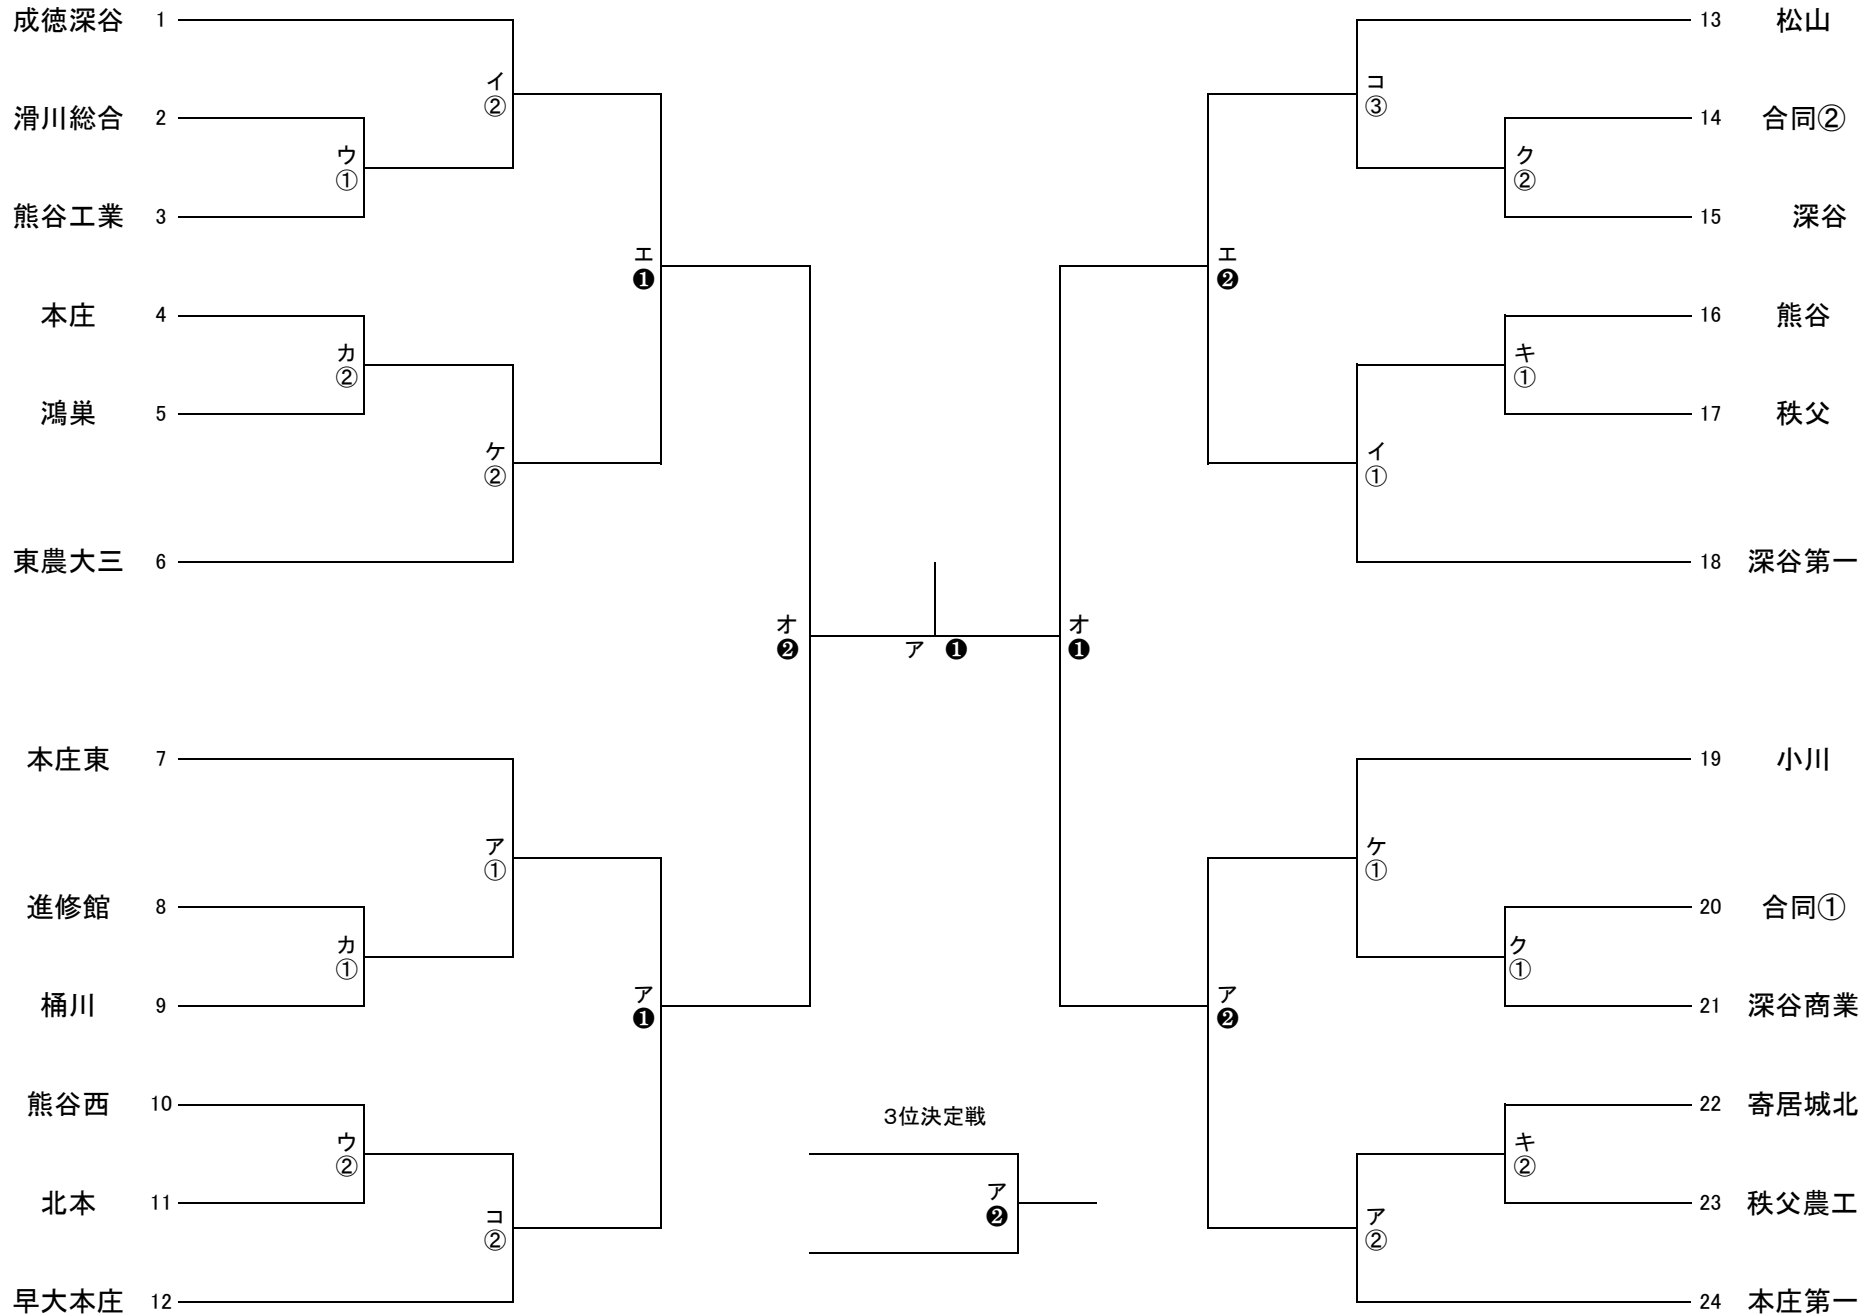 成徳深谷 1
イ
②
滑川総合 2
ウ
①
熊谷工業 3
エ
❶
本庄 4
カ
②
鴻巣 5
ケ
②
東農大三 6
オ
❷
本庄東 7
ア
①
進修館 8
カ
①
桶川 9
ア
❶
熊谷西 10
ウ
②
北本 11
コ
②
早大本庄 12
ア ❶
3位決定戦
ア
❷
13 松山
コ
③
14 合同②
ク
②
15 深谷
エ
❷
16 熊谷
キ
①
17 秩父
イ
①
18 深谷第一
オ
❶
19 小川
ケ
①
20 合同①
ク
①
21 深谷商業
ア
❷
22 寄居城北
キ
②
23 秩父農工
ア
②
24 本庄第一